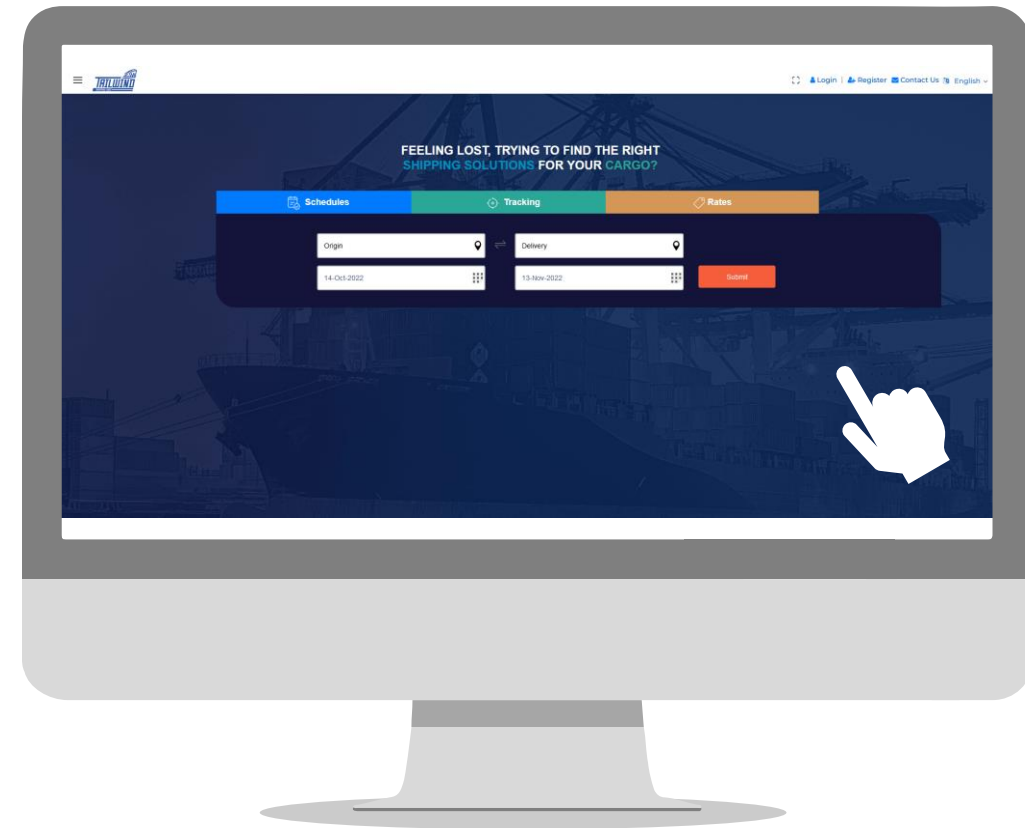 TAILWIND
Login | Register Contact Us English
FEELING LOST, TRYING TO FIND THE RIGHT
SHIPPING SOLUTIONS FOR YOUR CARGO?
Schedules Tracking Rates
Origin Delivery
14-Oct-2022 13-Nov-2022 Submit